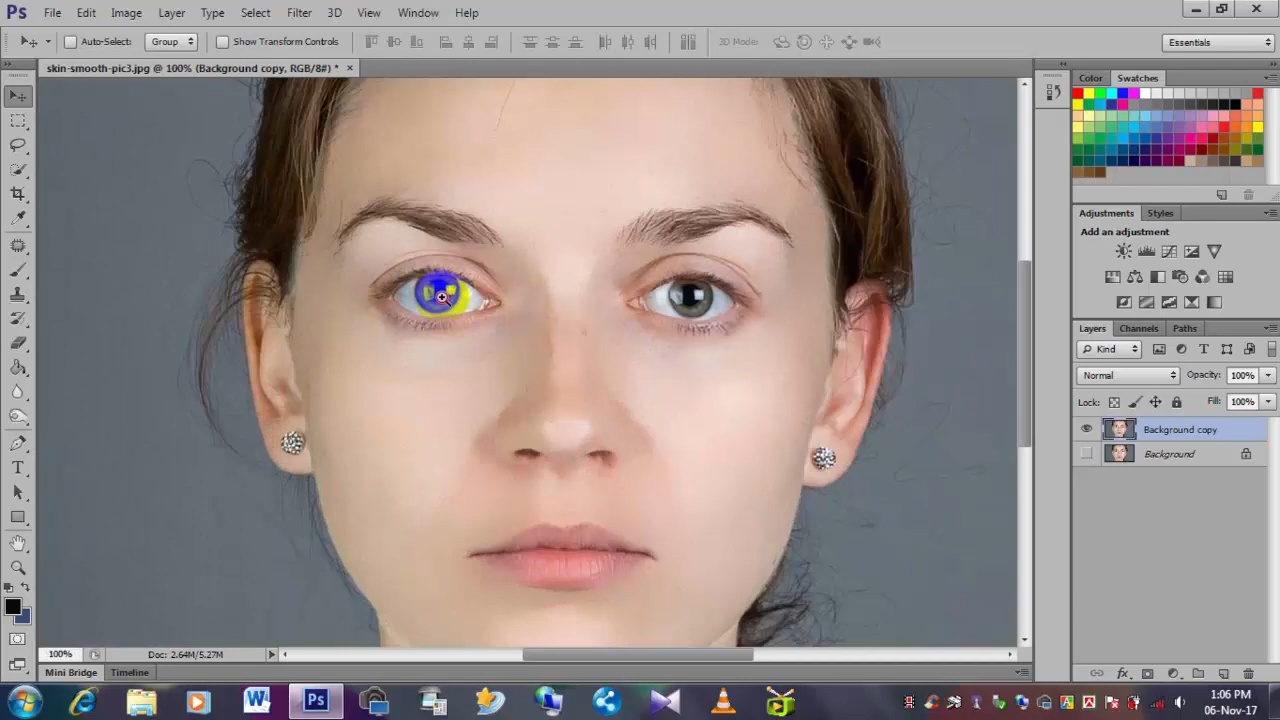 Ps File Edit Image Layer Type Select Filter 3D View Window Help
Auto-Select: Group Show Transform Controls 3D Mode: Essentials
skin-smooth-pic3.jpg @ 100% (Background copy, RGB/8#) * ×
Color Swatches
Adjustments Styles
Add an adjustment
Layers Channels Paths
Kind
Normal Opacity: 100%
Lock: Fill: 100%
Background copy
Background
100% Doc: 2.64M/5.27M
Mini Bridge Timeline
1:06 PM
06-Nov-17